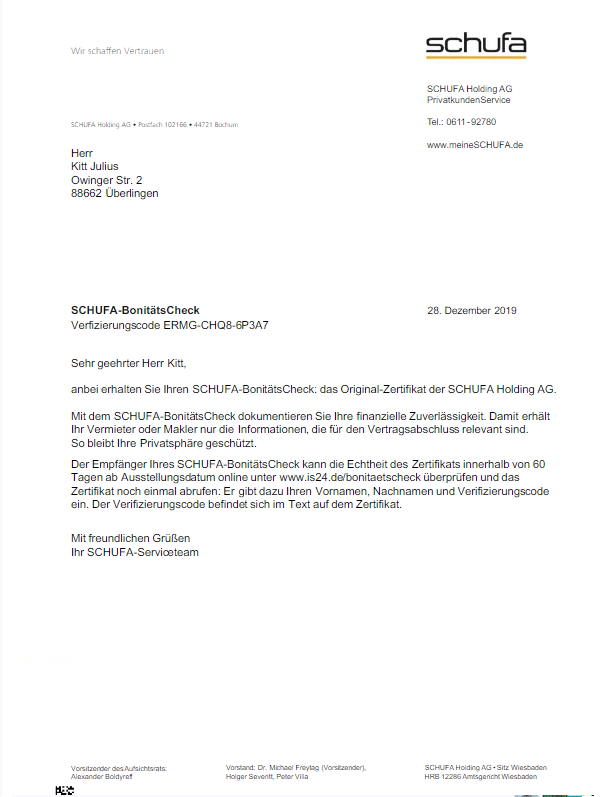 Wir schaffen Vertrauen
schufa
SCHUFA Holding AG
PrivatkundenService
Tel.: 0611-92780
www.meineSCHUFA.de
SCHUFA Holding AG • Postfach 102166 • 44721 Bochum
Herr
Kitt Julius
Owinger Str. 2
88662 Überlingen
SCHUFA-BonitätsCheck
28. Dezember 2019
Verfizierungscode ERMG-CHQ8-6P3A7
Sehr geehrter Herr Kitt,
anbei erhalten Sie Ihren SCHUFA-BonitätsCheck: das Original-Zertifikat der SCHUFA Holding AG.
Mit dem SCHUFA-BonitätsCheck dokumentieren Sie Ihre finanzielle Zuverlässigkeit. Damit erhält
Ihr Vermieter oder Makler nur die Informationen, die für den Vertragsabschluss relevant sind.
So bleibt Ihre Privatsphäre geschützt.
Der Empfänger Ihres SCHUFA-BonitätsCheck kann die Echtheit des Zertifikats innerhalb von 60
Tagen ab Ausstellungsdatum online unter www.is24.de/bonitaetscheck überprüfen und das
Zertifikat noch einmal abrufen: Er gibt dazu Ihren Vornamen, Nachnamen und Verifizierungscode
ein. Der Verifizierungscode befindet sich im Text auf dem Zertifikat.
Mit freundlichen Grüßen
Ihr SCHUFA-Serviceteam
Vorsitzender des Aufsichtsrats:
Alexander Boldyreff
Vorstand: Dr. Michael Freytag (Vorsitzender),
Holger Severitt, Peter Villa
SCHUFA Holding AG • Sitz Wiesbaden
HRB 12286 Amtsgericht Wiesbaden